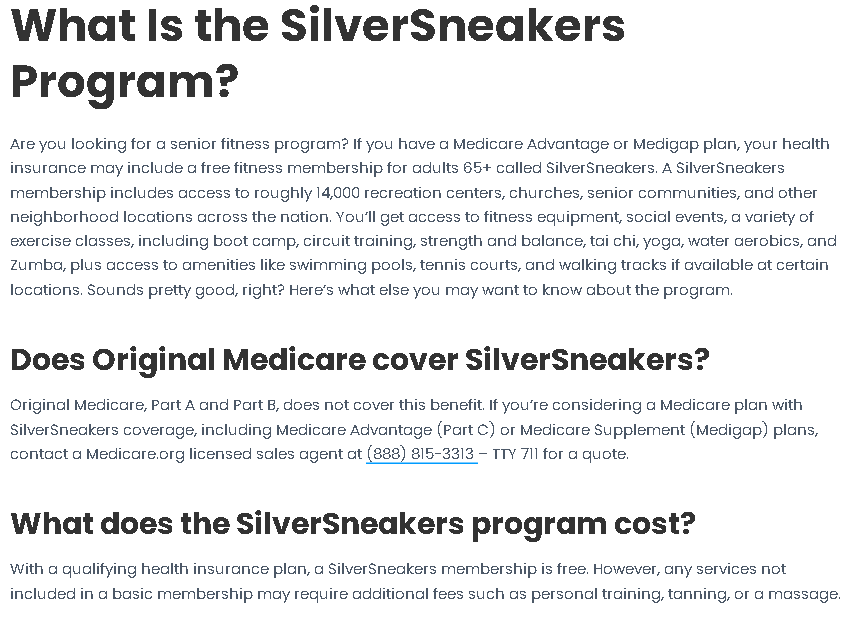 What Is the SilverSneakers
Program?
Are you looking for a senior fitness program? If you have a Medicare Advantage or Medigap plan, your health
insurance may include a free fitness membership for adults 65+ called SilverSneakers. A SilverSneakers
membership includes access to roughly 14,000 recreation centers, churches, senior communities, and other
neighborhood locations across the nation. You’ll get access to fitness equipment, social events, a variety of
exercise classes, including boot camp, circuit training, strength and balance, tai chi, yoga, water aerobics, and
Zumba, plus access to amenities like swimming pools, tennis courts, and walking tracks if available at certain
locations. Sounds pretty good, right? Here’s what else you may want to know about the program.
Does Original Medicare cover SilverSneakers?
Original Medicare, Part A and Part B, does not cover this benefit. If you’re considering a Medicare plan with
SilverSneakers coverage, including Medicare Advantage (Part C) or Medicare Supplement (Medigap) plans,
contact a Medicare.org licensed sales agent at (888) 815-3313 – TTY 711 for a quote.
What does the SilverSneakers program cost?
With a qualifying health insurance plan, a SilverSneakers membership is free. However, any services not
included in a basic membership may require additional fees such as personal training, tanning, or a massage.